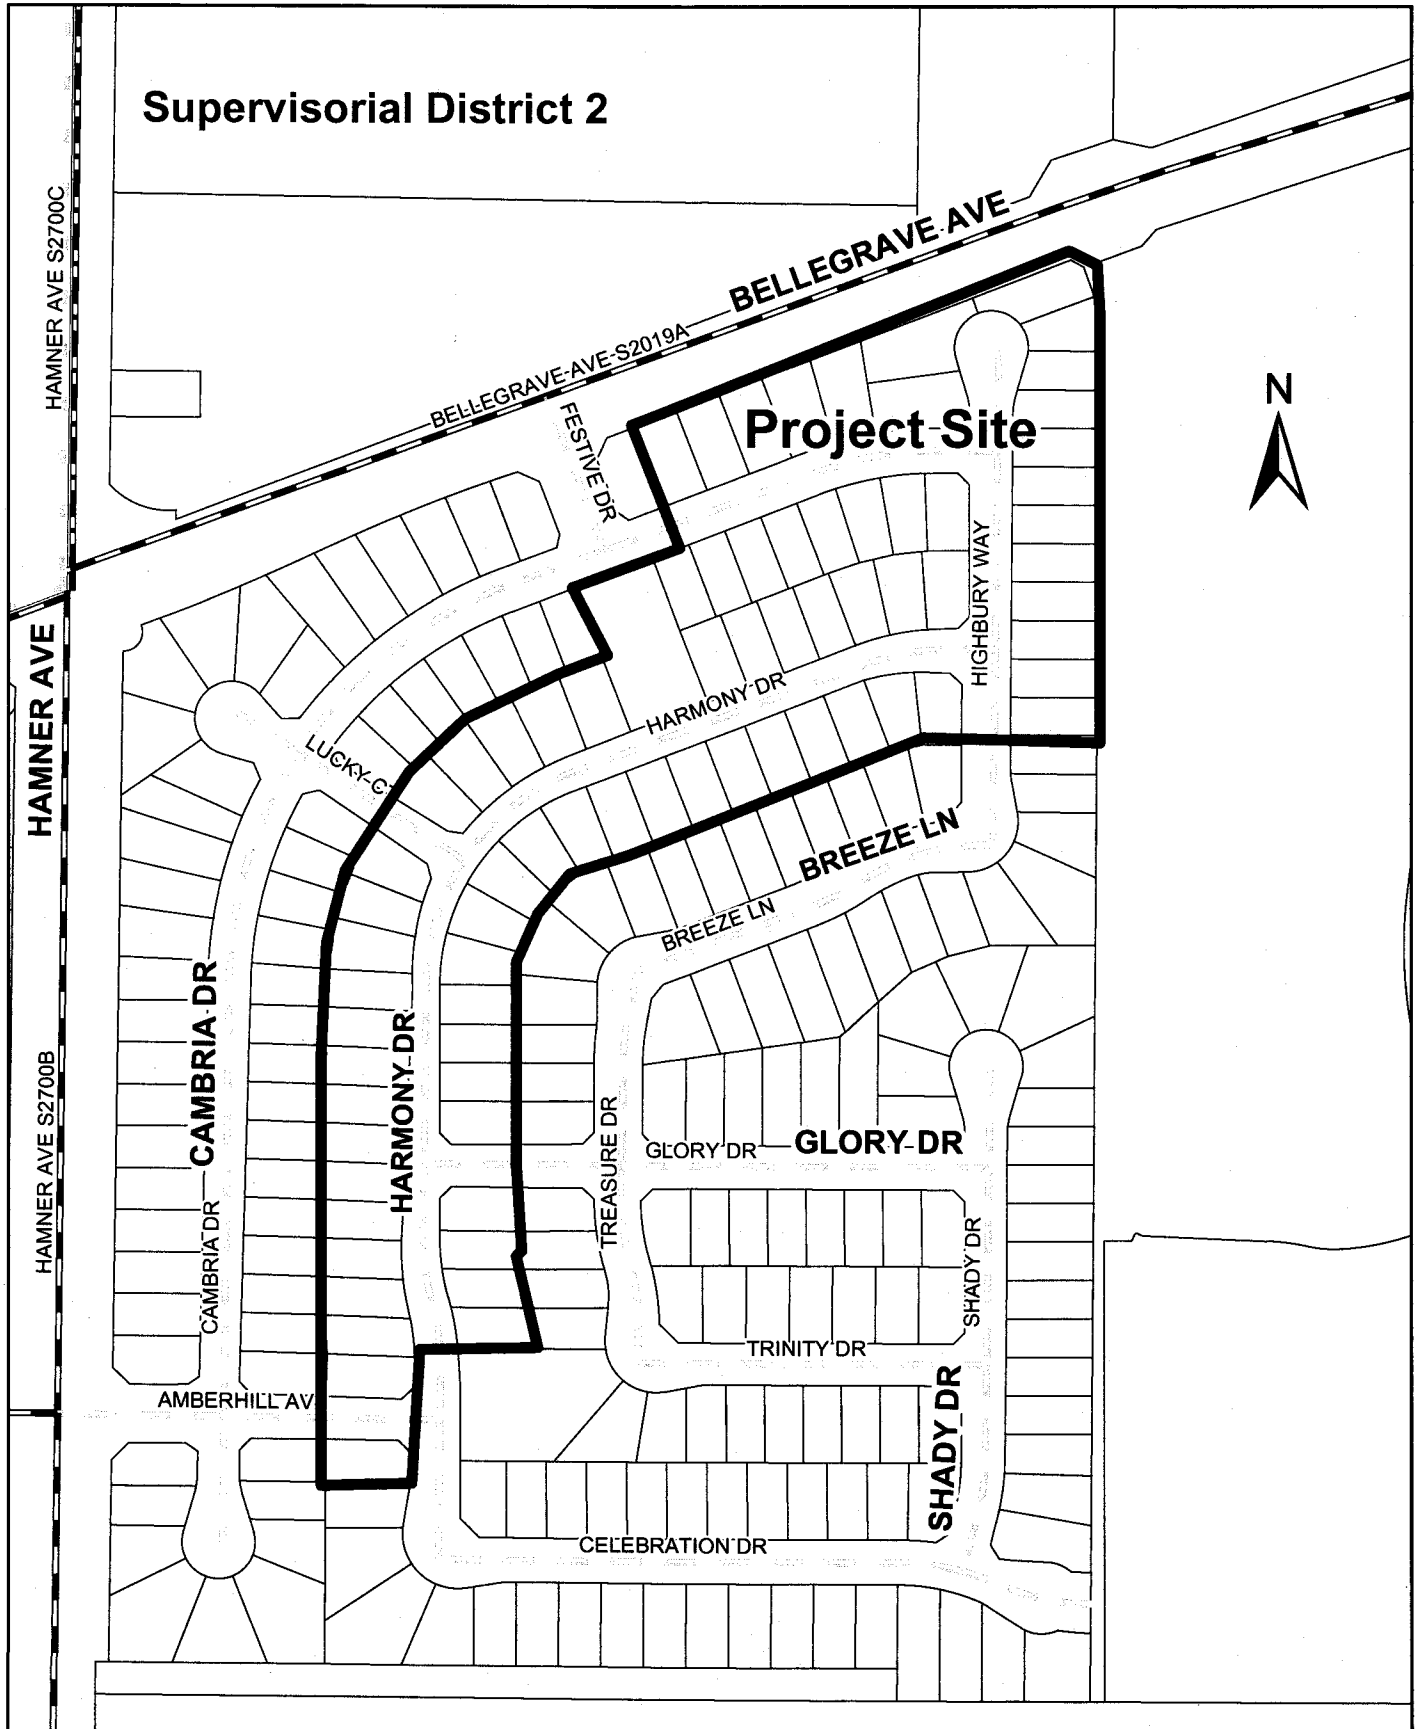 Supervisorial District 2
HAMNER AVE S2700C
BELLEGRAVE AVE
BELLEGRAVE AVE S2019A
FESTIVE DR
Project Site
N
HIGHBURY WAY
HAMNER AVE
HARMONY DR
LUCKY CT
BREEZE LN
BREEZE LN
CAMBRIA DR
HARMONY DR
HAMNER AVE S2700B
TREASURE DR
GLORY DR
GLORY DR
CAMBRIA DR
SHADY DR
TRINITY DR
AMBERHILL AV
SHADY DR
CELEBRATION DR